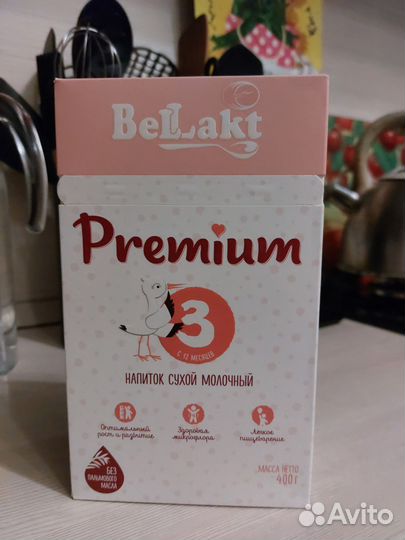 BeLLakt
Premium
3
С 12 МЕСЯЦЕВ
НАПИТОК СУХОЙ МОЛОЧНЫЙ
Оптимальный
рост и развитие
Здоровая
микрофлора
Легкое
пищеварение
БЕЗ
ПАЛЬМОВОГО
МАСЛА
МАССА НЕТТО
400 г
Avito